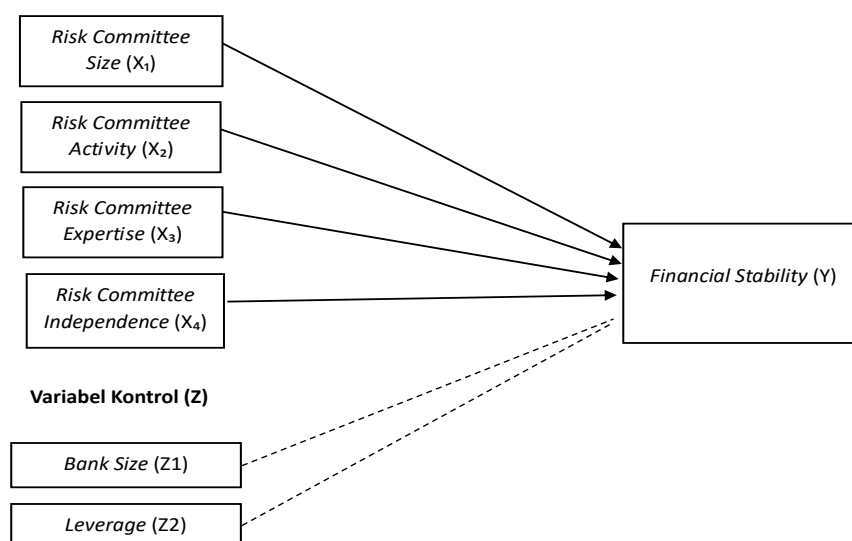 Risk Committee
Size (X₁)
Risk Committee
Activity (X₂)
Risk Committee
Expertise (X₃)
Risk Committee
Independence (X₄)
Financial Stability (Y)
Variabel Kontrol (Z)
Bank Size (Z1)
Leverage (Z2)